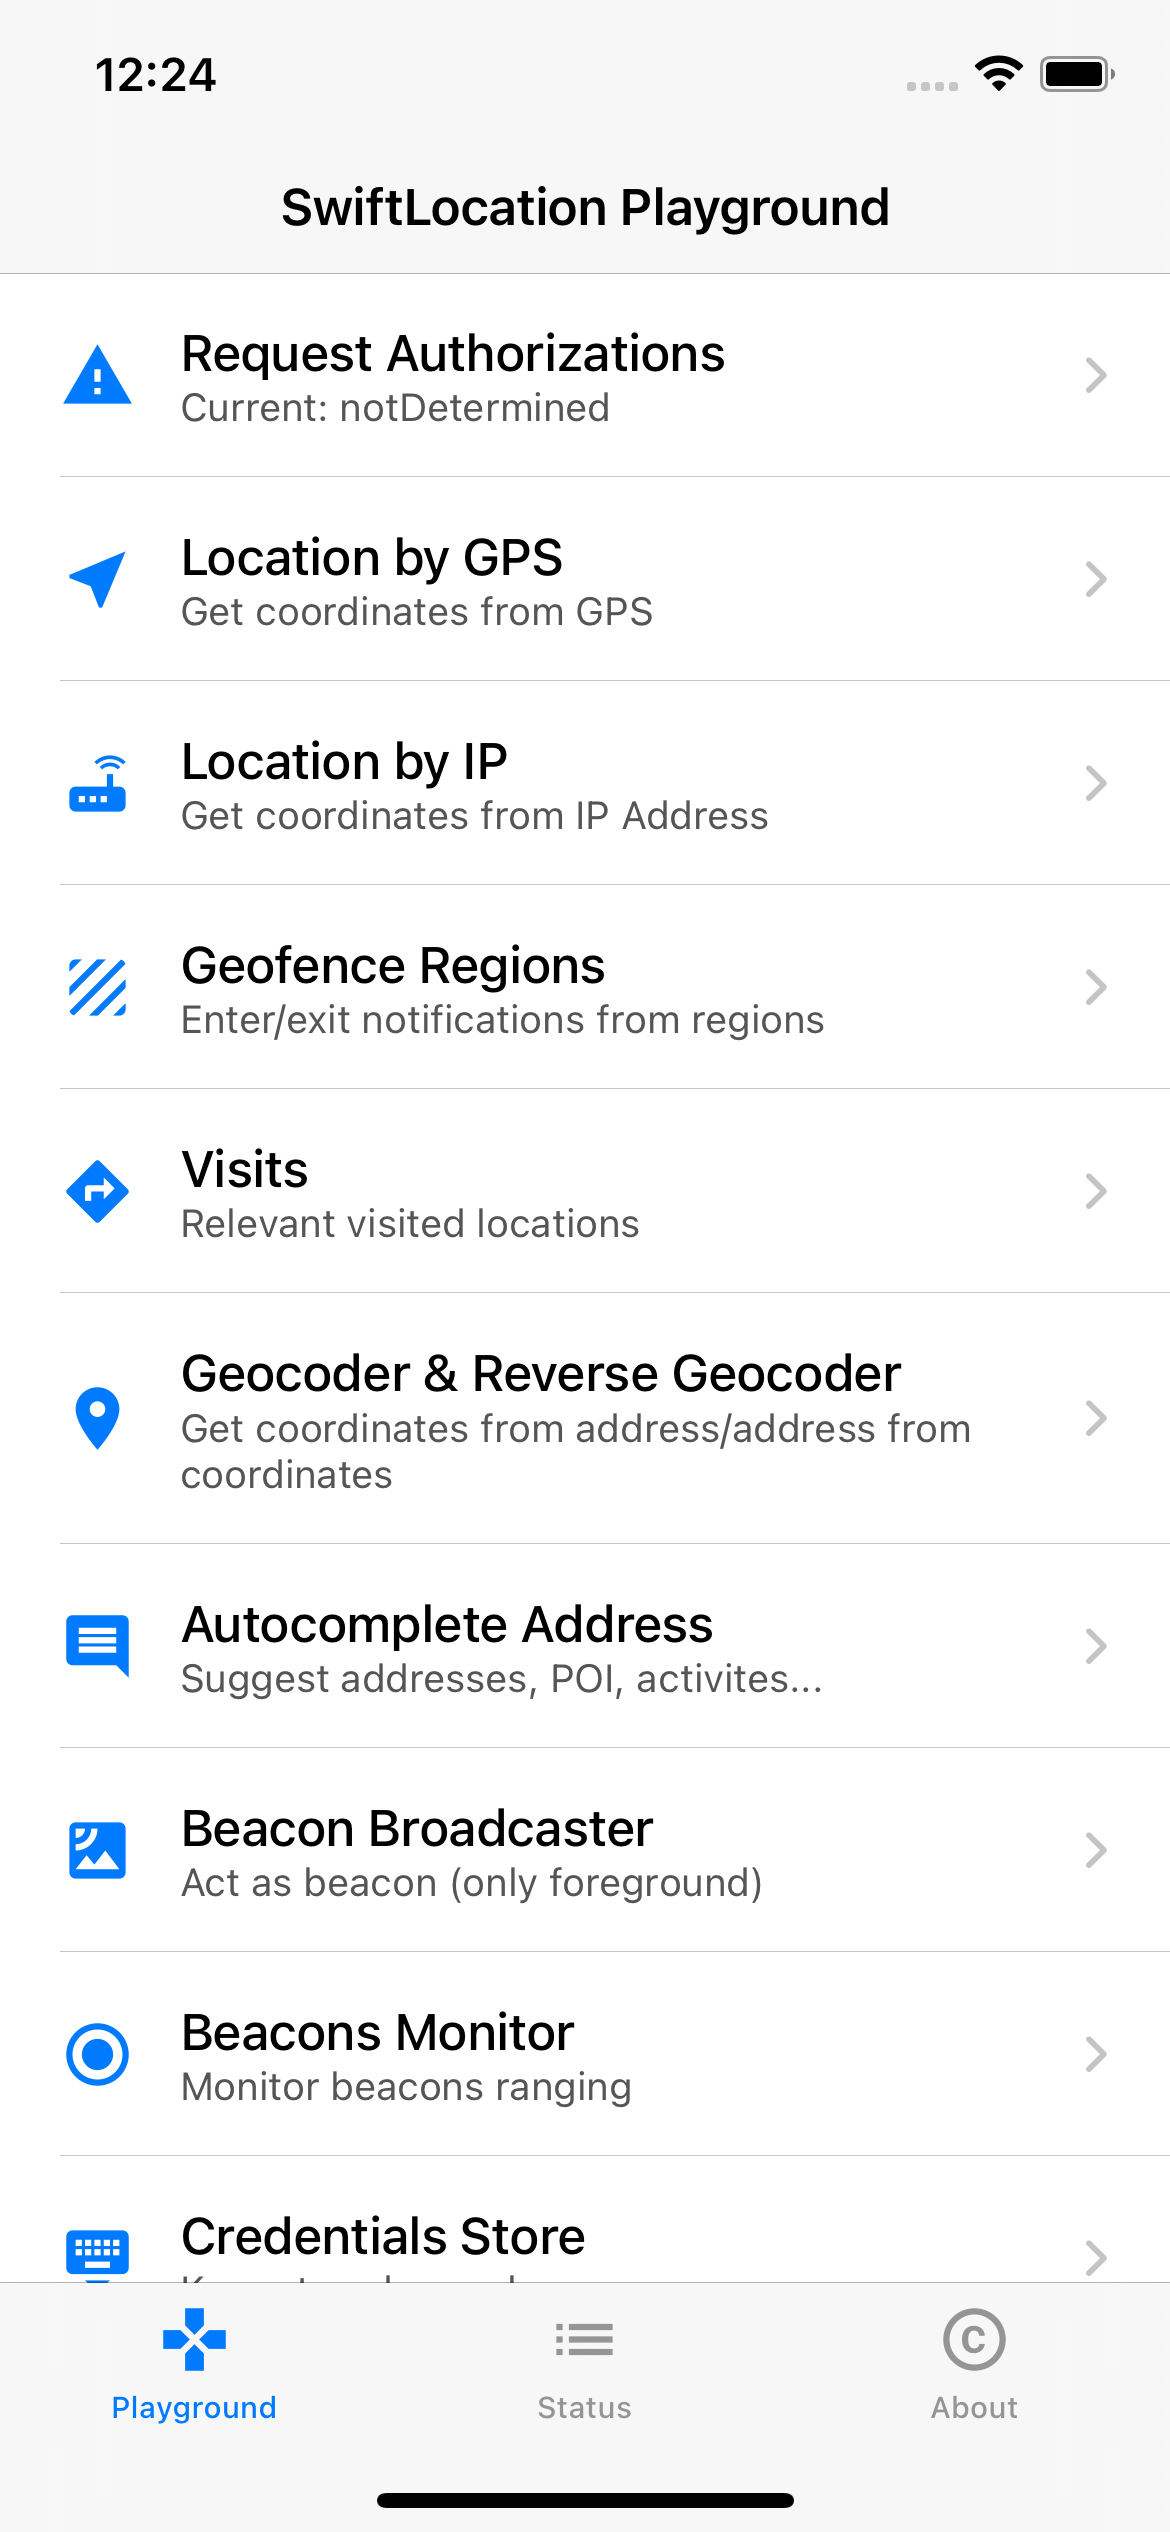 12:24
SwiftLocation Playground
Request Authorizations
Current: notDetermined
Location by GPS
Get coordinates from GPS
Location by IP
Get coordinates from IP Address
Geofence Regions
Enter/exit notifications from regions
Visits
Relevant visited locations
Geocoder & Reverse Geocoder
Get coordinates from address/address from
coordinates
Autocomplete Address
Suggest addresses, POI, activites...
Beacon Broadcaster
Act as beacon (only foreground)
Beacons Monitor
Monitor beacons ranging
Credentials Store
Playground
Status
About